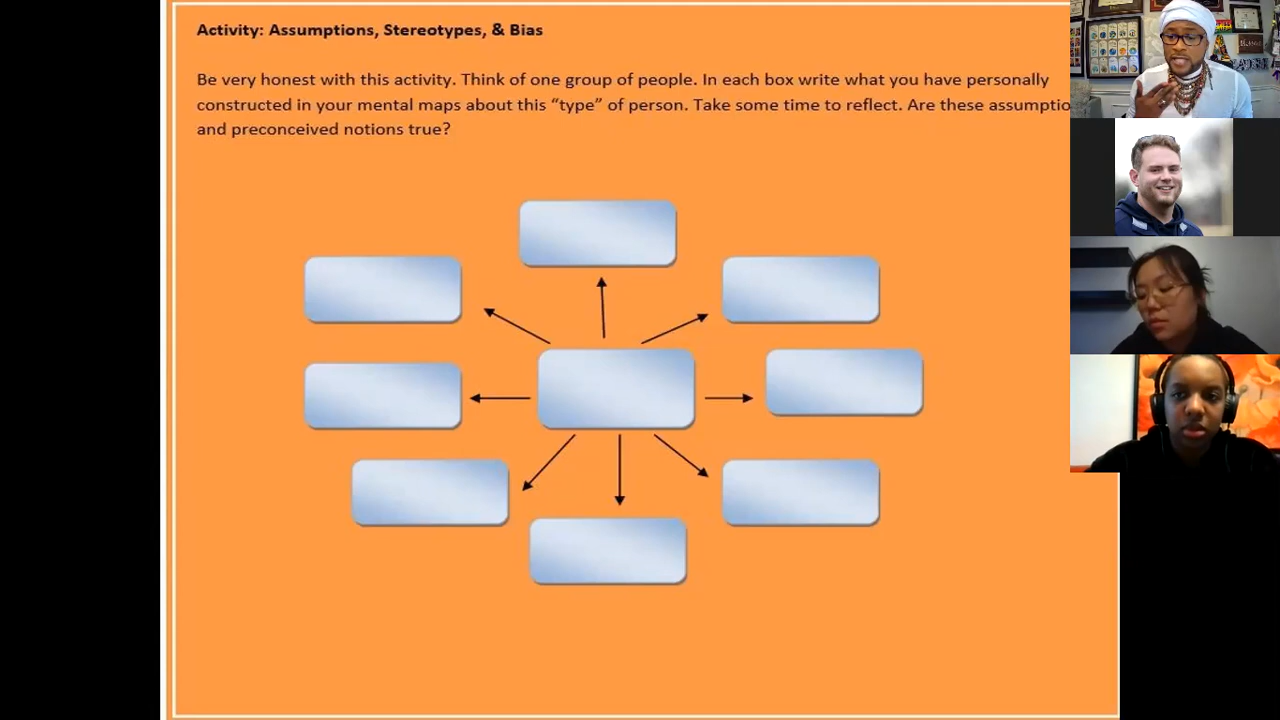 Activity: Assumptions, Stereotypes, & Bias
Be very honest with this activity. Think of one group of people. In each box write what you have personally
constructed in your mental maps about this “type” of person. Take some time to reflect. Are these assumptio
and preconceived notions true?